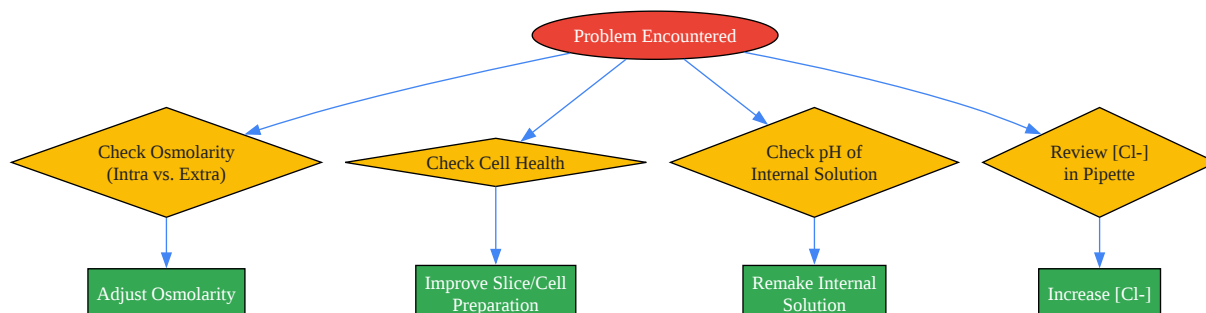 Problem Encountered
Check Osmolarity
(Intra vs. Extra)
Check Cell Health
Check pH of
Internal Solution
Review [Cl-]
in Pipette
Adjust Osmolarity
Improve Slice/Cell
Preparation
Remake Internal
Solution
Increase [Cl-]